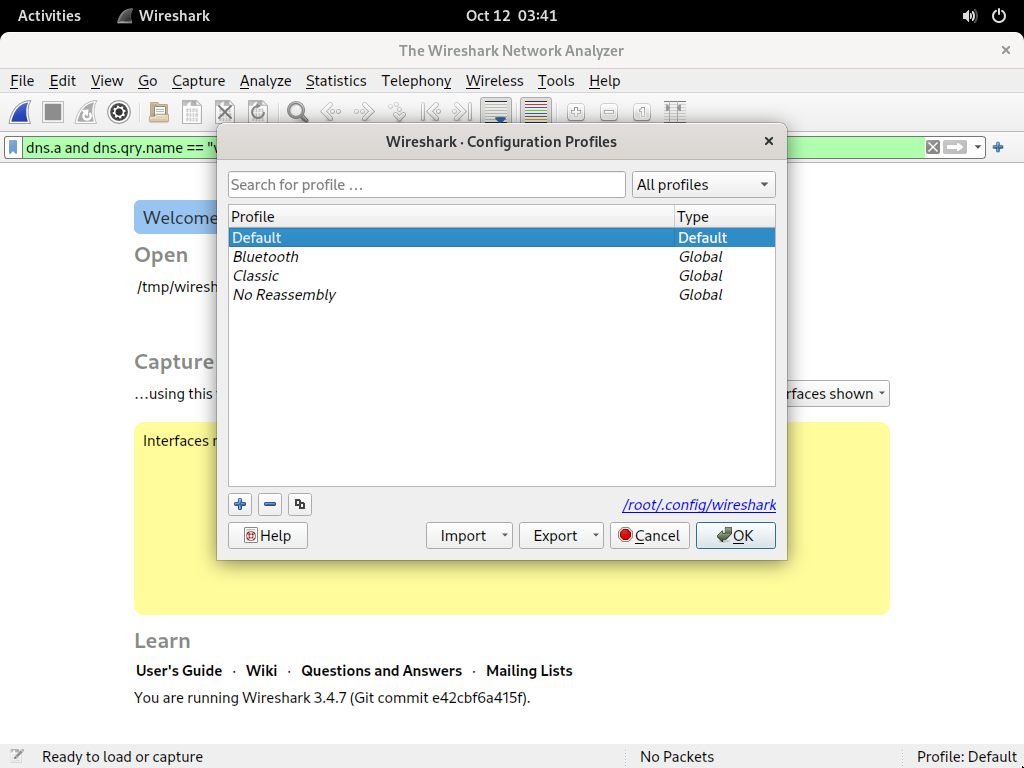 Activities Wireshark Oct 12 03:41
The Wireshark Network Analyzer
File Edit View Go Capture Analyze Statistics Telephony Wireless Tools Help
Wireshark · Configuration Profiles
dns.a and dns.qry.name == "
Search for profile … All profiles
Profile Type
Default Default
Bluetooth Global
Classic Global
No Reassembly Global
Welcome
Open
/tmp/wiresh
Capture
…using this rfaces shown
Interfaces
/root/.config/wireshark
Help Import Export Cancel OK
Learn
User's Guide · Wiki · Questions and Answers · Mailing Lists
You are running Wireshark 3.4.7 (Git commit e42cbf6a415f).
Ready to load or capture No Packets Profile: Default